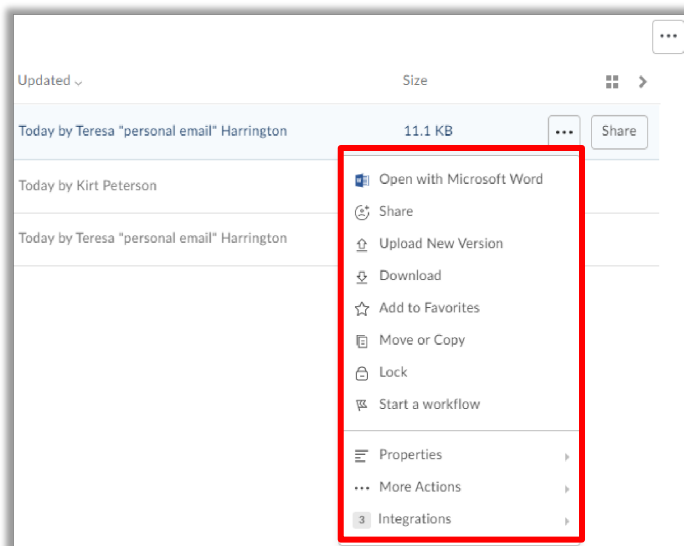 Updated Size
Today by Teresa "personal email" Harrington 11.1 KB Share
Today by Kirt Peterson
Today by Teresa "personal email" Harrington
Open with Microsoft Word
Share
Upload New Version
Download
Add to Favorites
Move or Copy
Lock
Start a workflow
Properties
More Actions
3 Integrations